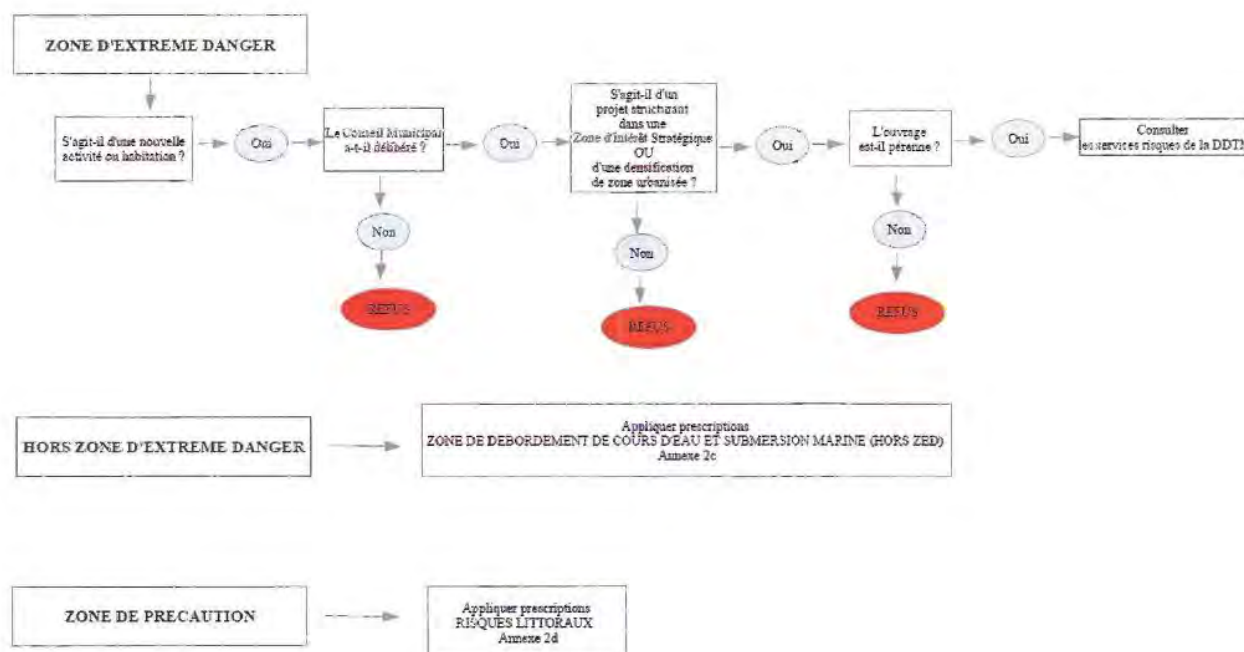 ZONE D'EXTREME DANGER
S'agit-il d'une nouvelle
activité ou habitation ?
Oui
Le Conseil Municipal
a-t-il délibéré ?
Oui
S'agit-il d'un
projet structurant
dans une
Zone d'Intérêt Stratégique
OU
d'une densification
de zone urbanisée ?
Oui
L'ouvrage
est-il pérenne ?
Oui
Consulter
les services risques de la DDTM
Non
Non
Non
REFUS
REFUS
REFUS
HORS ZONE D'EXTREME DANGER
Appliquer prescriptions
ZONE DE DEBORDEMENT DE COURS D'EAU ET SUBMERSION MARINE (HORS ZED)
Annexe 2c
ZONE DE PRECAUTION
Appliquer prescriptions
RISQUES LITTORAUX
Annexe 2d